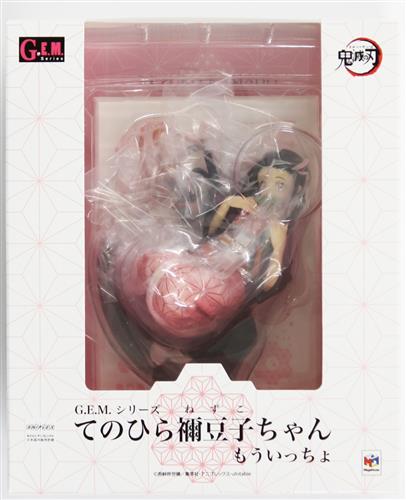 G.E.M.
Series
鬼滅の刃
G.E.M. シリーズ
ねずこ
てのひら禰豆子ちゃん
もういっちょ
MegaHouse